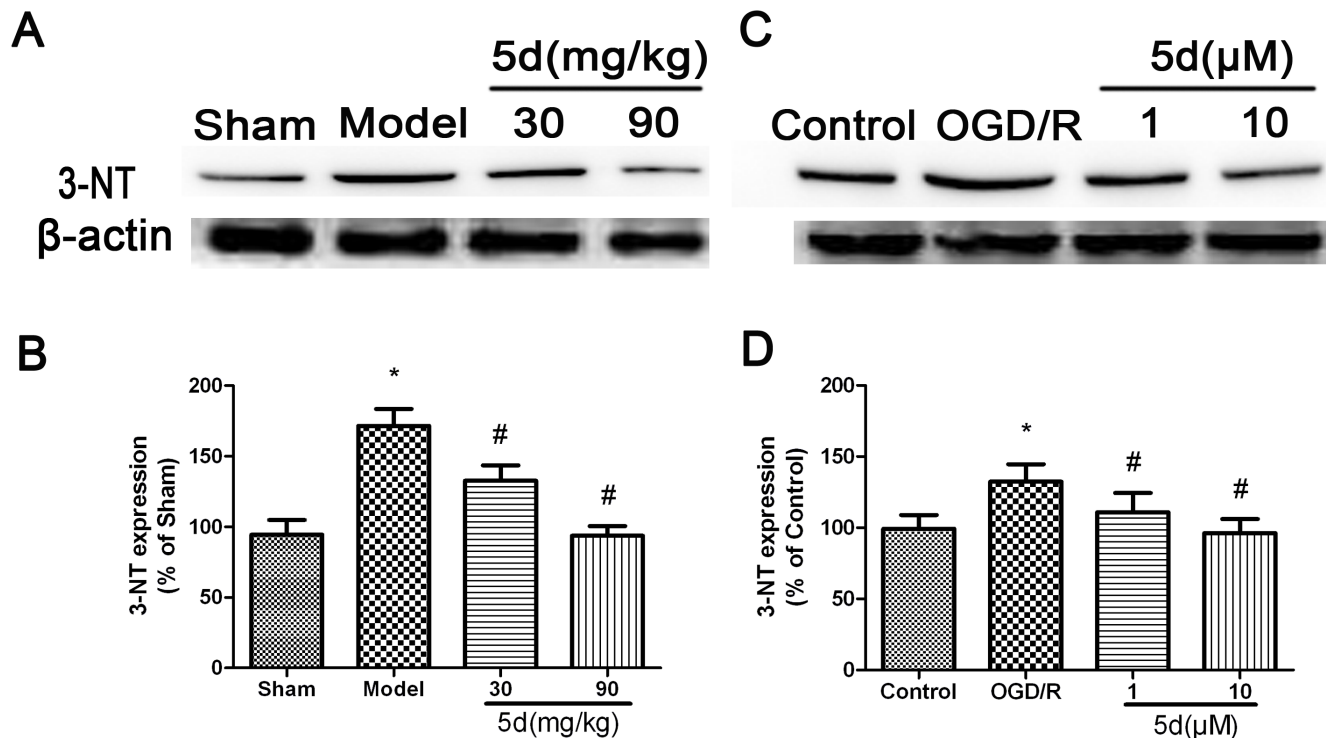 A
5d(mg/kg)
Sham Model 30 90
3-NT
β-actin
C
5d(μM)
Control OGD/R 1 10
B
3-NT expression
(% of Sham)
200
150
100
50
0
*
#
#
Sham Model 30 90
5d(mg/kg)
D
3-NT expression
(% of Control)
200
150
100
50
0
*
#
#
Control OGD/R 1 10
5d(μM)